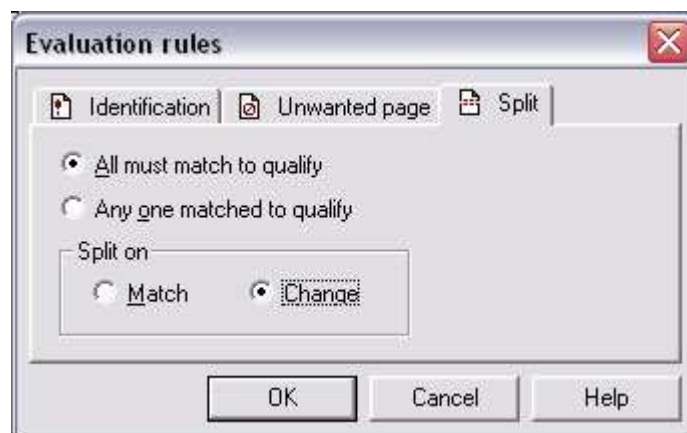 Evaluation rules
Identification Unwanted page Split
All must match to qualify
Any one matched to qualify
Split on
Match Change
OK Cancel Help